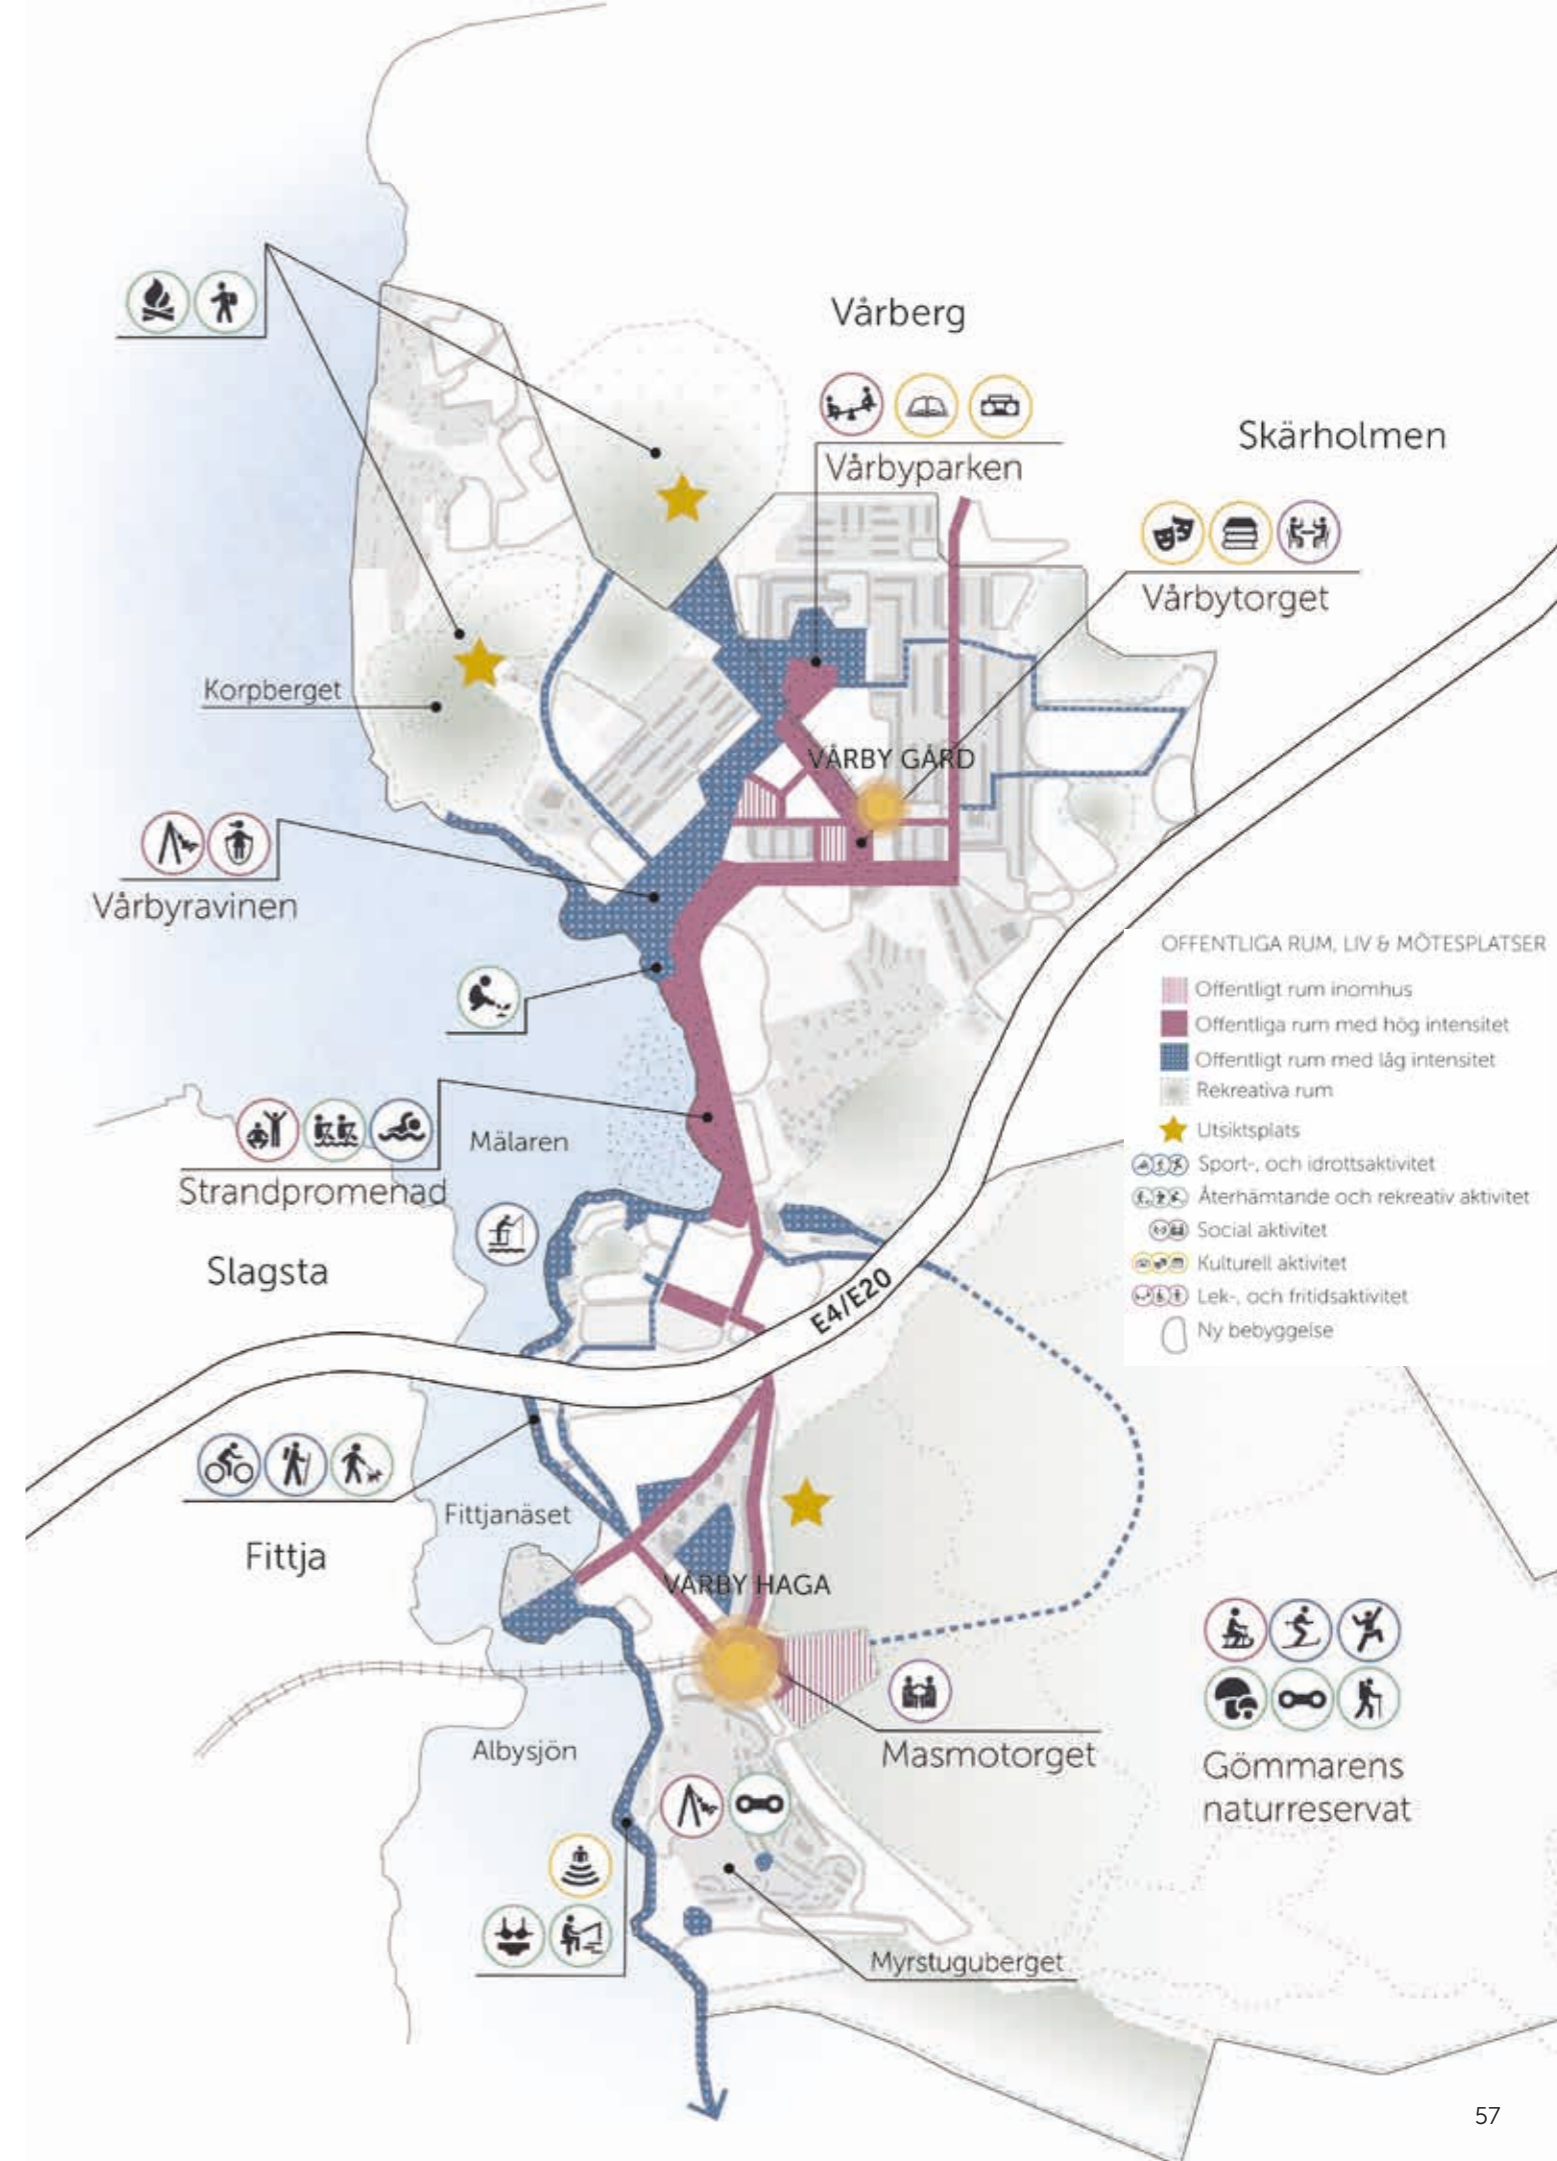 Vårberg
Skärholmen
Vårbyparken
Vårbytorget
Korpberget
VÅRBY GÅRD
Vårbyravinen
OFFENTLIGA RUM, LIV & MÖTESPLATSER
Offentligt rum inomhus
Offentliga rum med hög intensitet
Offentligt rum med låg intensitet
Rekreativa rum
Utsiktsplats
Sport-, och idrottsaktivitet
Återhämtande och rekreativ aktivitet
Social aktivitet
Kulturell aktivitet
Lek-, och fritidsaktivitet
Ny bebyggelse
Mälaren
Strandpromenad
Slagsta
E4/E20
Fittjanäset
Fittja
VÅRBY HAGA
Masmotorget
Albysjön
Gömmarens
naturreservat
Myrstuguberget
57